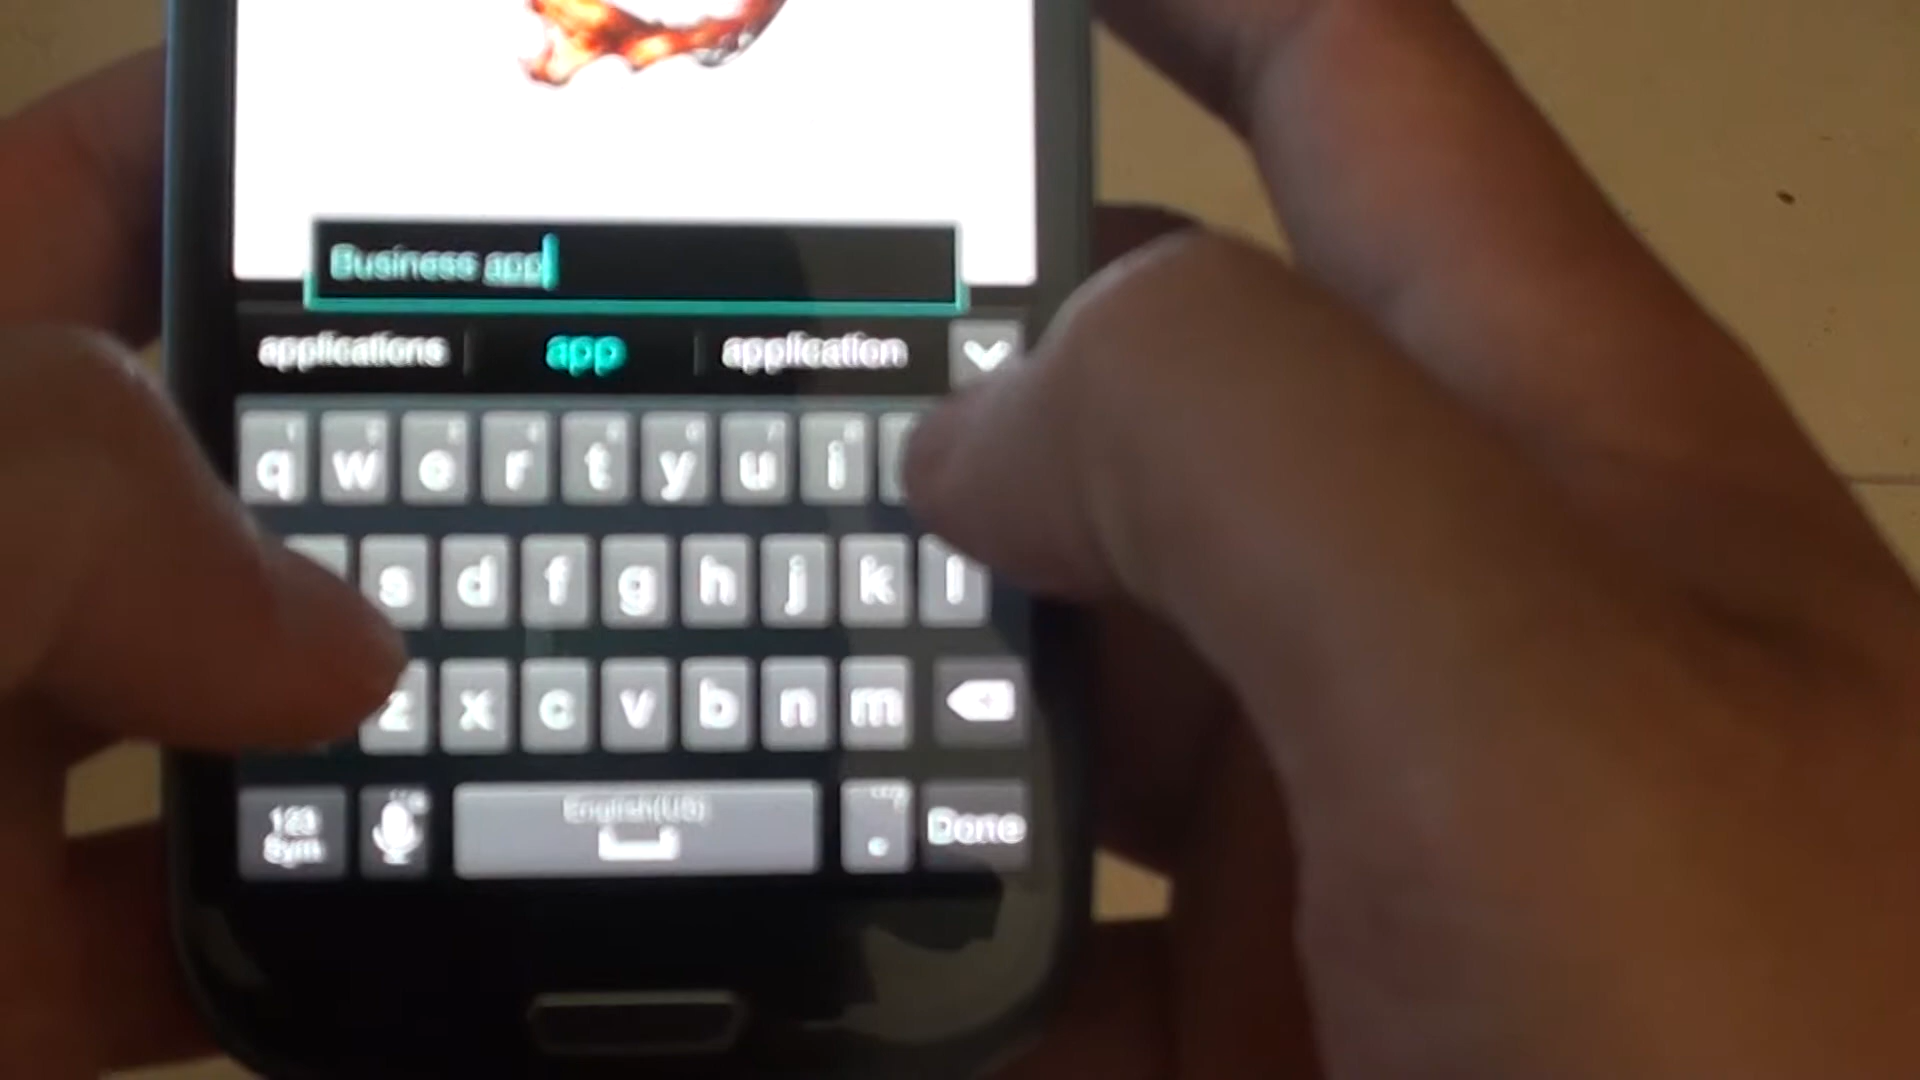 Business app
applications app application
q w e r t y u i
s d f g h j k l
z x c v b n m
English(US)
123
Sym
Done